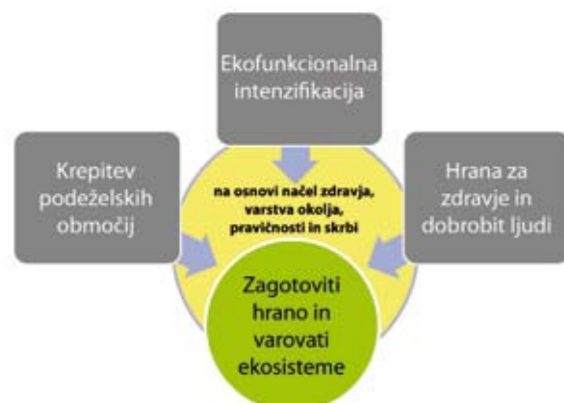 Ekofunkcionalna
intenzifikacija
Krepitev
podeželskih
območij
na osnovi načel zdravja,
varstva okolja,
pravičnosti in skrbi
Hrana za
zdravje in
dobrobit ljudi
Zagotoviti
hrano in
varovati
ekosisteme